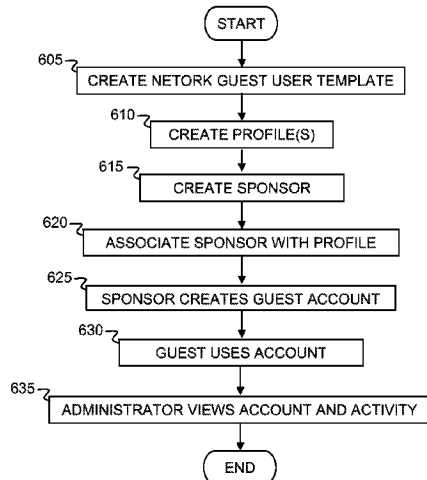 START
605
CREATE NETORK GUEST USER TEMPLATE
610
CREATE PROFILE(S)
615
CREATE SPONSOR
620
ASSOCIATE SPONSOR WITH PROFILE
625
SPONSOR CREATES GUEST ACCOUNT
630
GUEST USES ACCOUNT
635
ADMINISTRATOR VIEWS ACCOUNT AND ACTIVITY
END